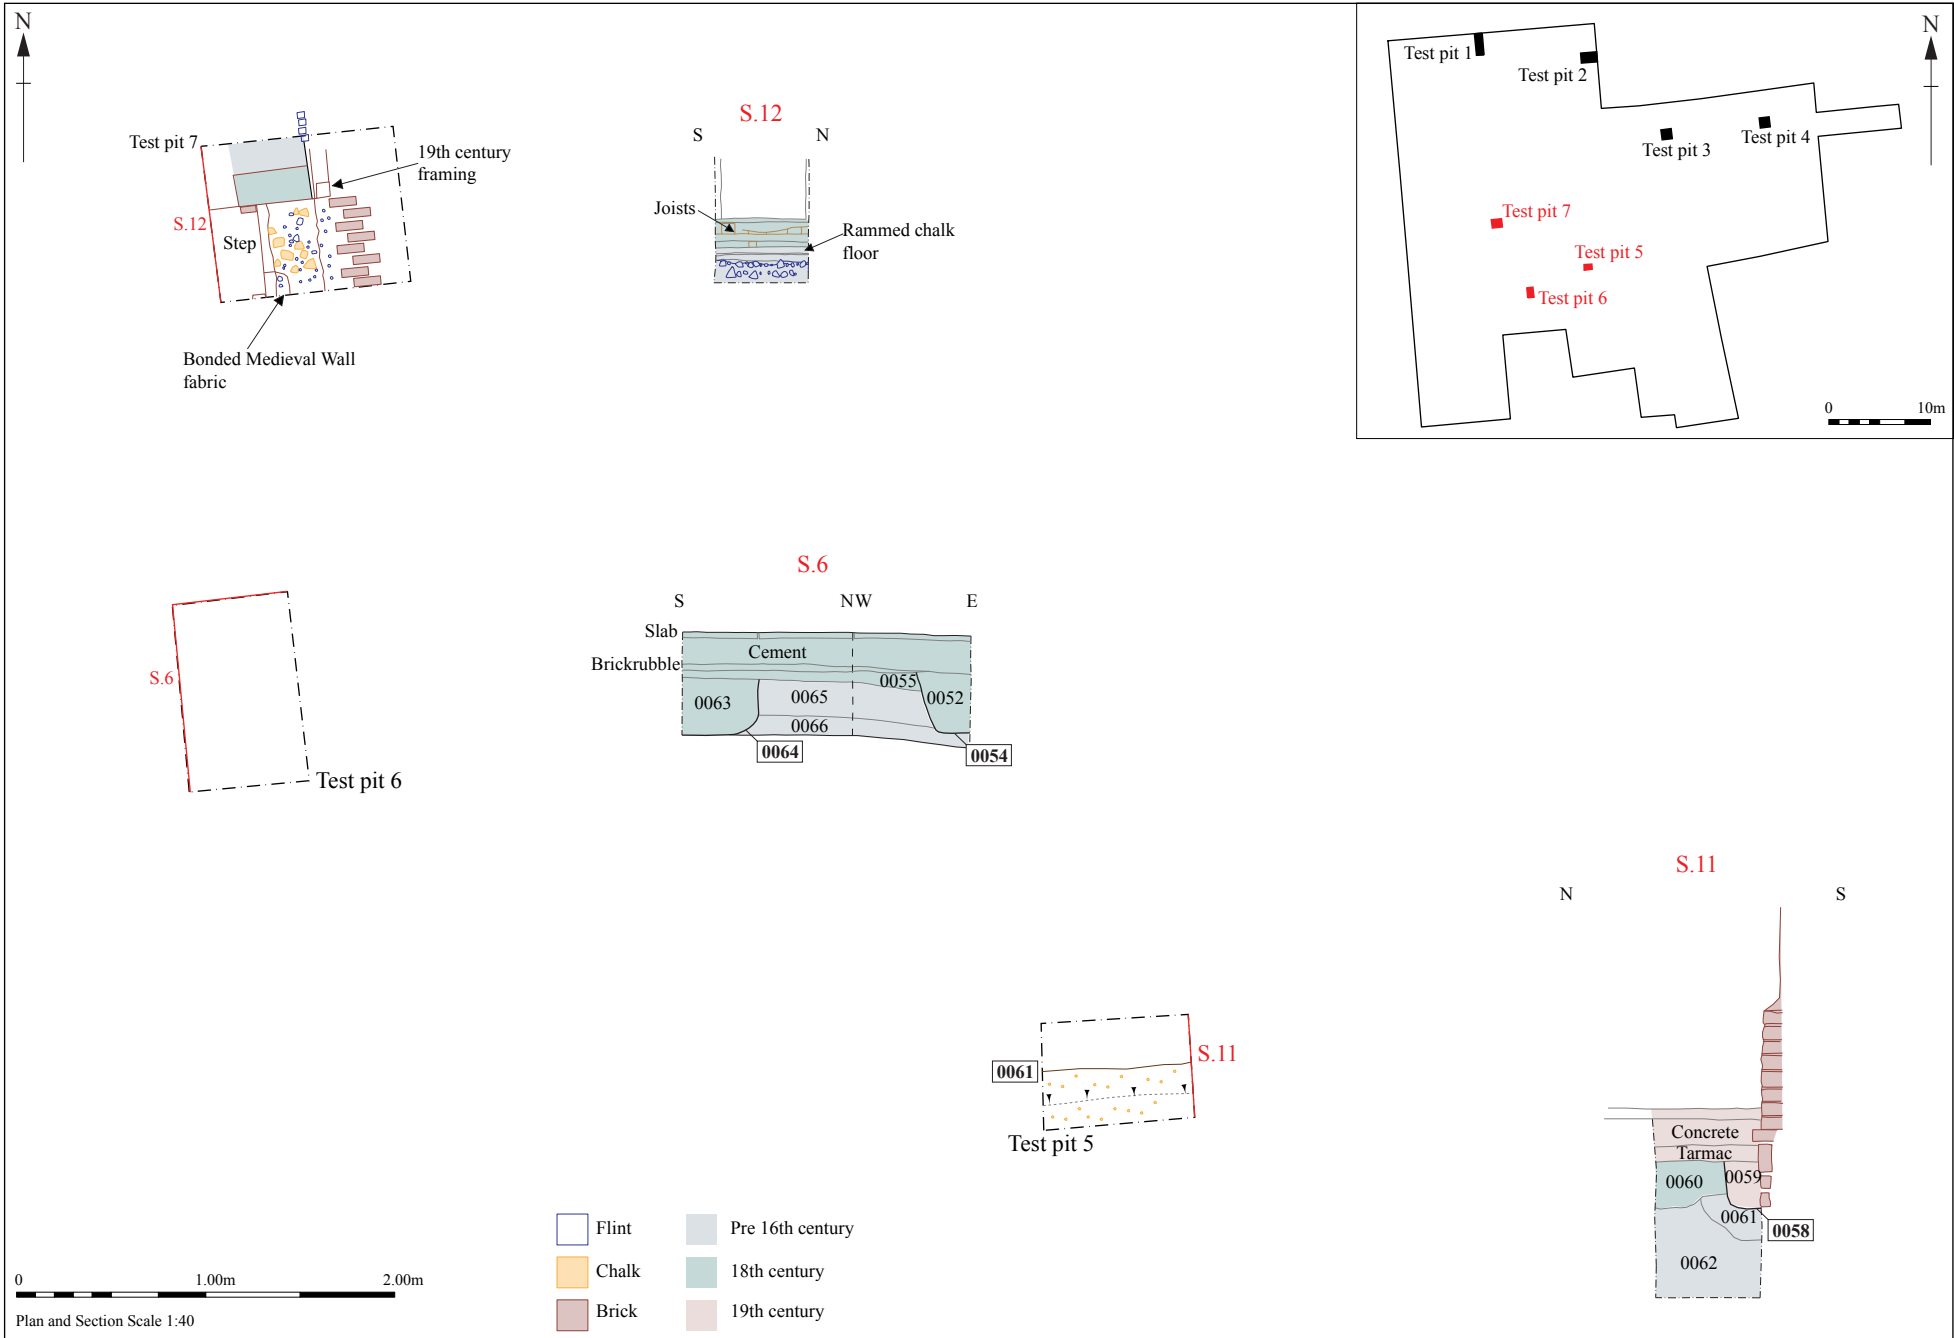 N
Test pit 7
19th century
framing
S.12
Step
Bonded Medieval Wall
fabric
S.12
S
N
Joists
Rammed chalk
floor
N
Test pit 1
Test pit 2
Test pit 3
Test pit 4
Test pit 7
Test pit 5
Test pit 6
0
10m
S.6
Test pit 6
S.6
S
NW
E
Slab
Cement
Brickrubble
0055
0063
0065
0052
0066
0064
0054
S.11
N
S
0061
S.11
Test pit 5
Concrete
Tarmac
0060
0059
0061
0058
0062
Flint
Chalk
Brick
Pre 16th century
18th century
19th century
0
1.00m
2.00m
Plan and Section Scale 1:40